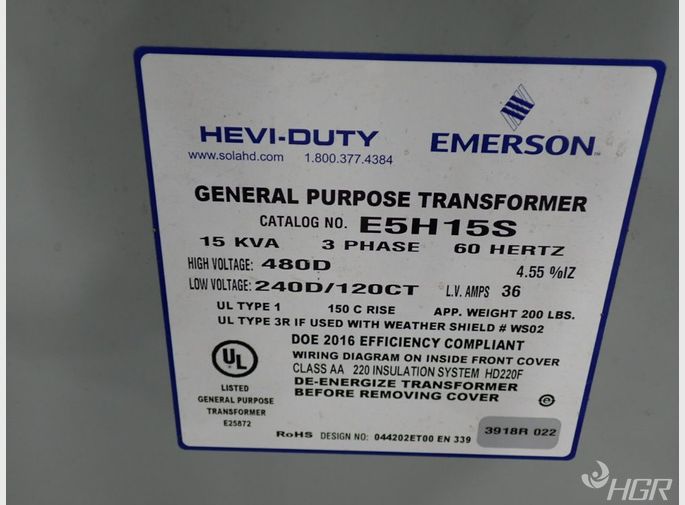 HEVI-DUTY
www.solahd.com 1.800.377.4384
EMERSON
GENERAL PURPOSE TRANSFORMER
CATALOG NO. E5H15S
15 KVA 3 PHASE 60 HERTZ
HIGH VOLTAGE: 480D 4.55 %IZ
LOW VOLTAGE: 240D/120CT L.V. AMPS 36
UL TYPE 1 150 C RISE APP. WEIGHT 200 LBS.
UL TYPE 3R IF USED WITH WEATHER SHIELD # WS02
DOE 2016 EFFICIENCY COMPLIANT
WIRING DIAGRAM ON INSIDE FRONT COVER
CLASS AA 220 INSULATION SYSTEM HD220F
DE-ENERGIZE TRANSFORMER
BEFORE REMOVING COVER
UL
LISTED
GENERAL PURPOSE
TRANSFORMER
E25872
RoHS DESIGN NO: 044202ET00 EN 339
3918R 022
HGR